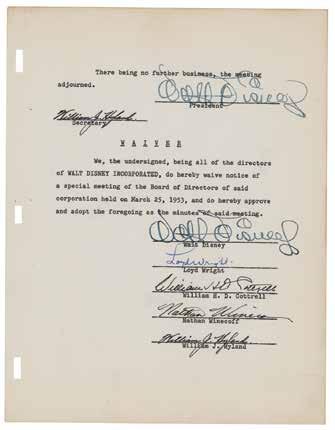 There being no further business, the meeting
adjourned.
Walt Disney
President
William J. Hyland
Secretary
W A I V E R
We, the undersigned, being all of the directors
of WALT DISNEY INCORPORATED, do hereby waive notice of
a special meeting of the Board of Directors of said
corporation held on March 25, 1953, and do hereby approve
and adopt the foregoing as the minutes of said meeting.
Walt Disney
Walt Disney
Loyd Wright
Loyd Wright
William H. D. Cottrell
William H. D. Cottrell
Nathan Winecoff
Nathan Winecoff
William J. Hyland
William J. Hyland